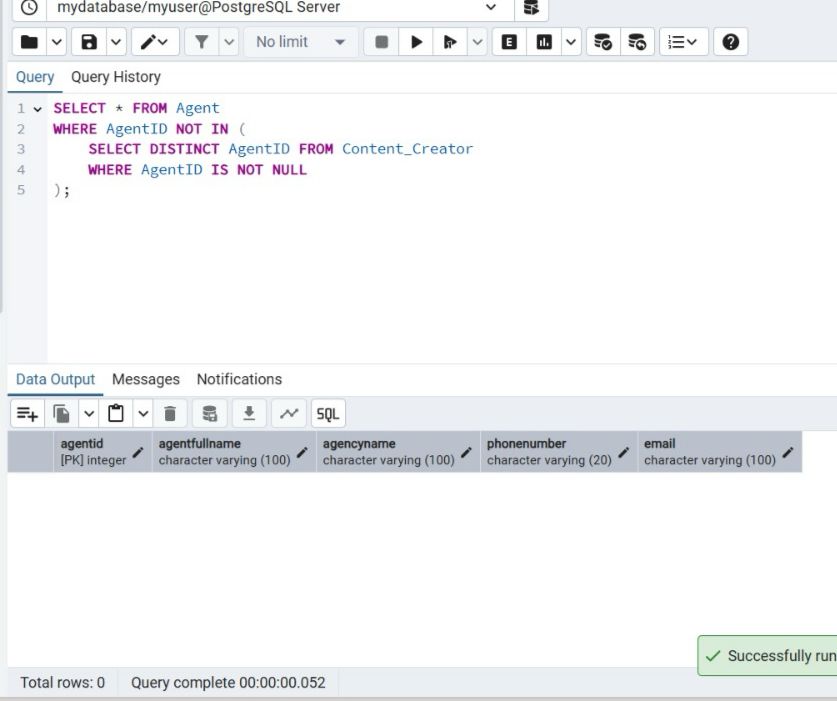 mydatabase/myuser@PostgreSQL Server
No limit
E
Query Query History
1 SELECT * FROM Agent
2 WHERE AgentID NOT IN (
3 SELECT DISTINCT AgentID FROM Content_Creator
4 WHERE AgentID IS NOT NULL
5 );
Data Output Messages Notifications
SQL
agentid agentfullname agencyname phonenumber email
[PK] integer character varying (100) character varying (100) character varying (20) character varying (100)
Successfully run
Total rows: 0 Query complete 00:00:00.052